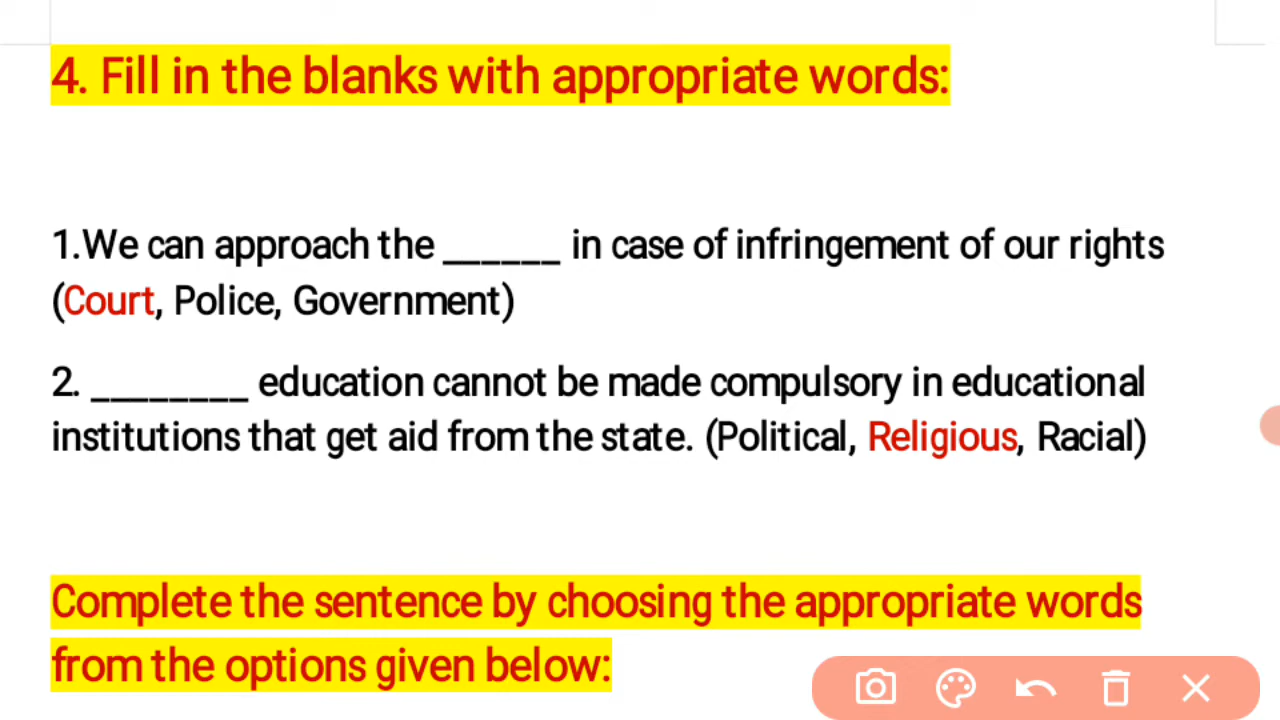 4. Fill in the blanks with appropriate words:
1.We can approach the ______ in case of infringement of our rights
(Court, Police, Government)
2. ________ education cannot be made compulsory in educational
institutions that get aid from the state. (Political, Religious, Racial)
Complete the sentence by choosing the appropriate words
from the options given below: